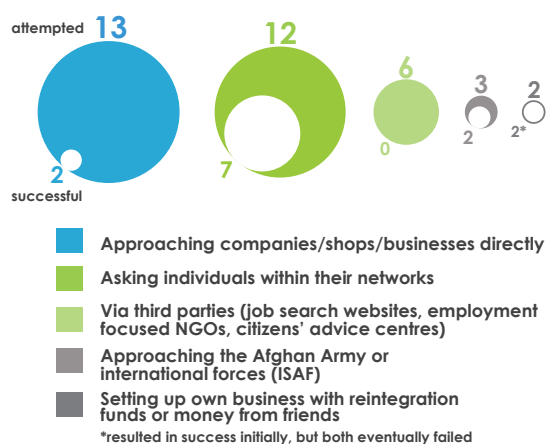 attempted 13 12 6 3 2
2 7 0 2 2*
successful
Approaching companies/shops/businesses directly
Asking individuals within their networks
Via third parties (job search websites, employment
focused NGOs, citizens' advice centres)
Approaching the Afghan Army or
international forces (ISAF)
Setting up own business with reintegration
funds or money from friends
*resulted in success initially, but both eventually failed